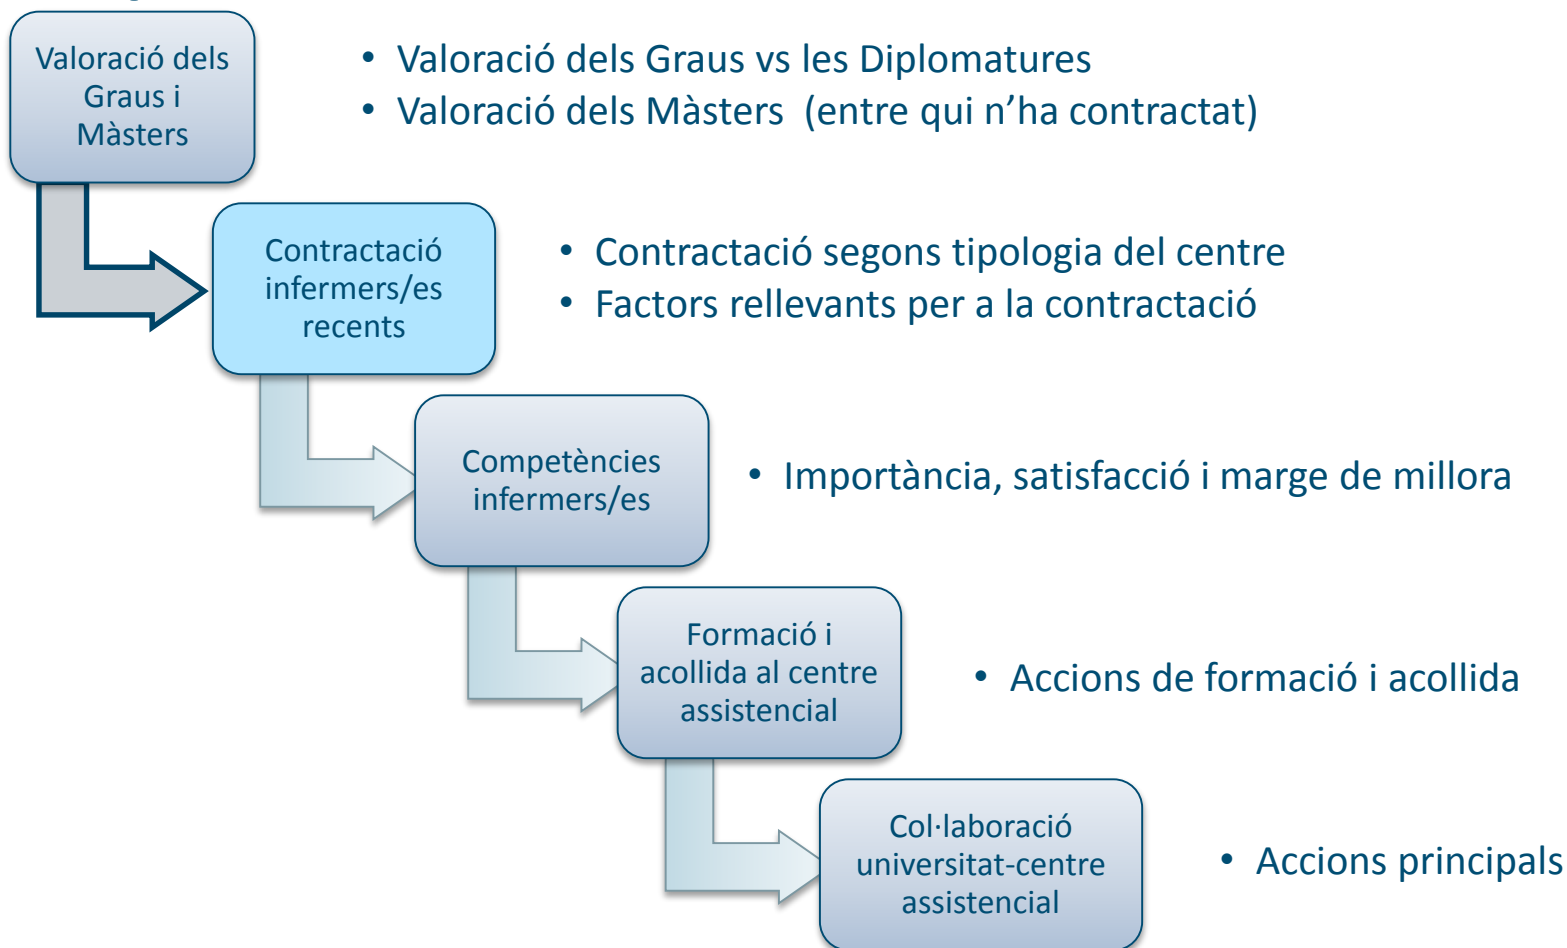 Valoració dels
Graus i
Màsters
• Valoració dels Graus vs les Diplomatures
• Valoració dels Màsters (entre qui n'ha contractat)
Contractació
infermers/es
recents
• Contractació segons tipologia del centre
• Factors rellevants per a la contractació
Competències
infermers/es
• Importància, satisfacció i marge de millora
Formació i
acollida al centre
assistencial
• Accions de formació i acollida
Col·laboració
universitat-centre
assistencial
• Accions principals